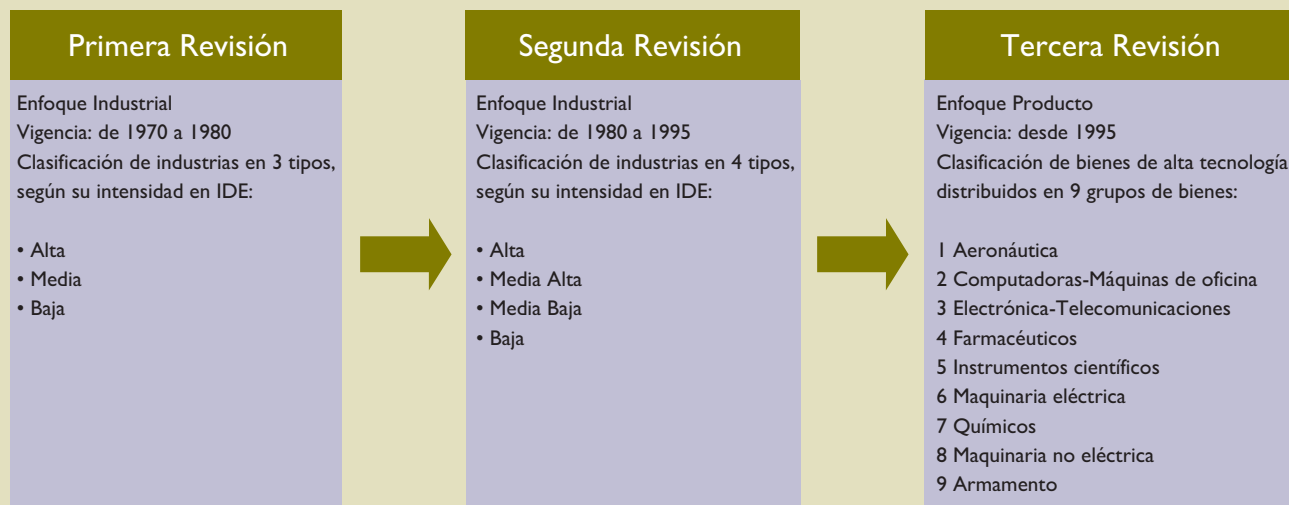 Primera Revisión
Enfoque Industrial
Vigencia: de 1970 a 1980
Clasificación de industrias en 3 tipos,
según su intensidad en IDE:
• Alta
• Media
• Baja
Segunda Revisión
Enfoque Industrial
Vigencia: de 1980 a 1995
Clasificación de industrias en 4 tipos,
según su intensidad en IDE:
• Alta
• Media Alta
• Media Baja
• Baja
Tercera Revisión
Enfoque Producto
Vigencia: desde 1995
Clasificación de bienes de alta tecnología
distribuidos en 9 grupos de bienes:
1 Aeronáutica
2 Computadoras-Máquinas de oficina
3 Electrónica-Telecomunicaciones
4 Farmacéuticos
5 Instrumentos científicos
6 Maquinaria eléctrica
7 Químicos
8 Maquinaria no eléctrica
9 Armamento